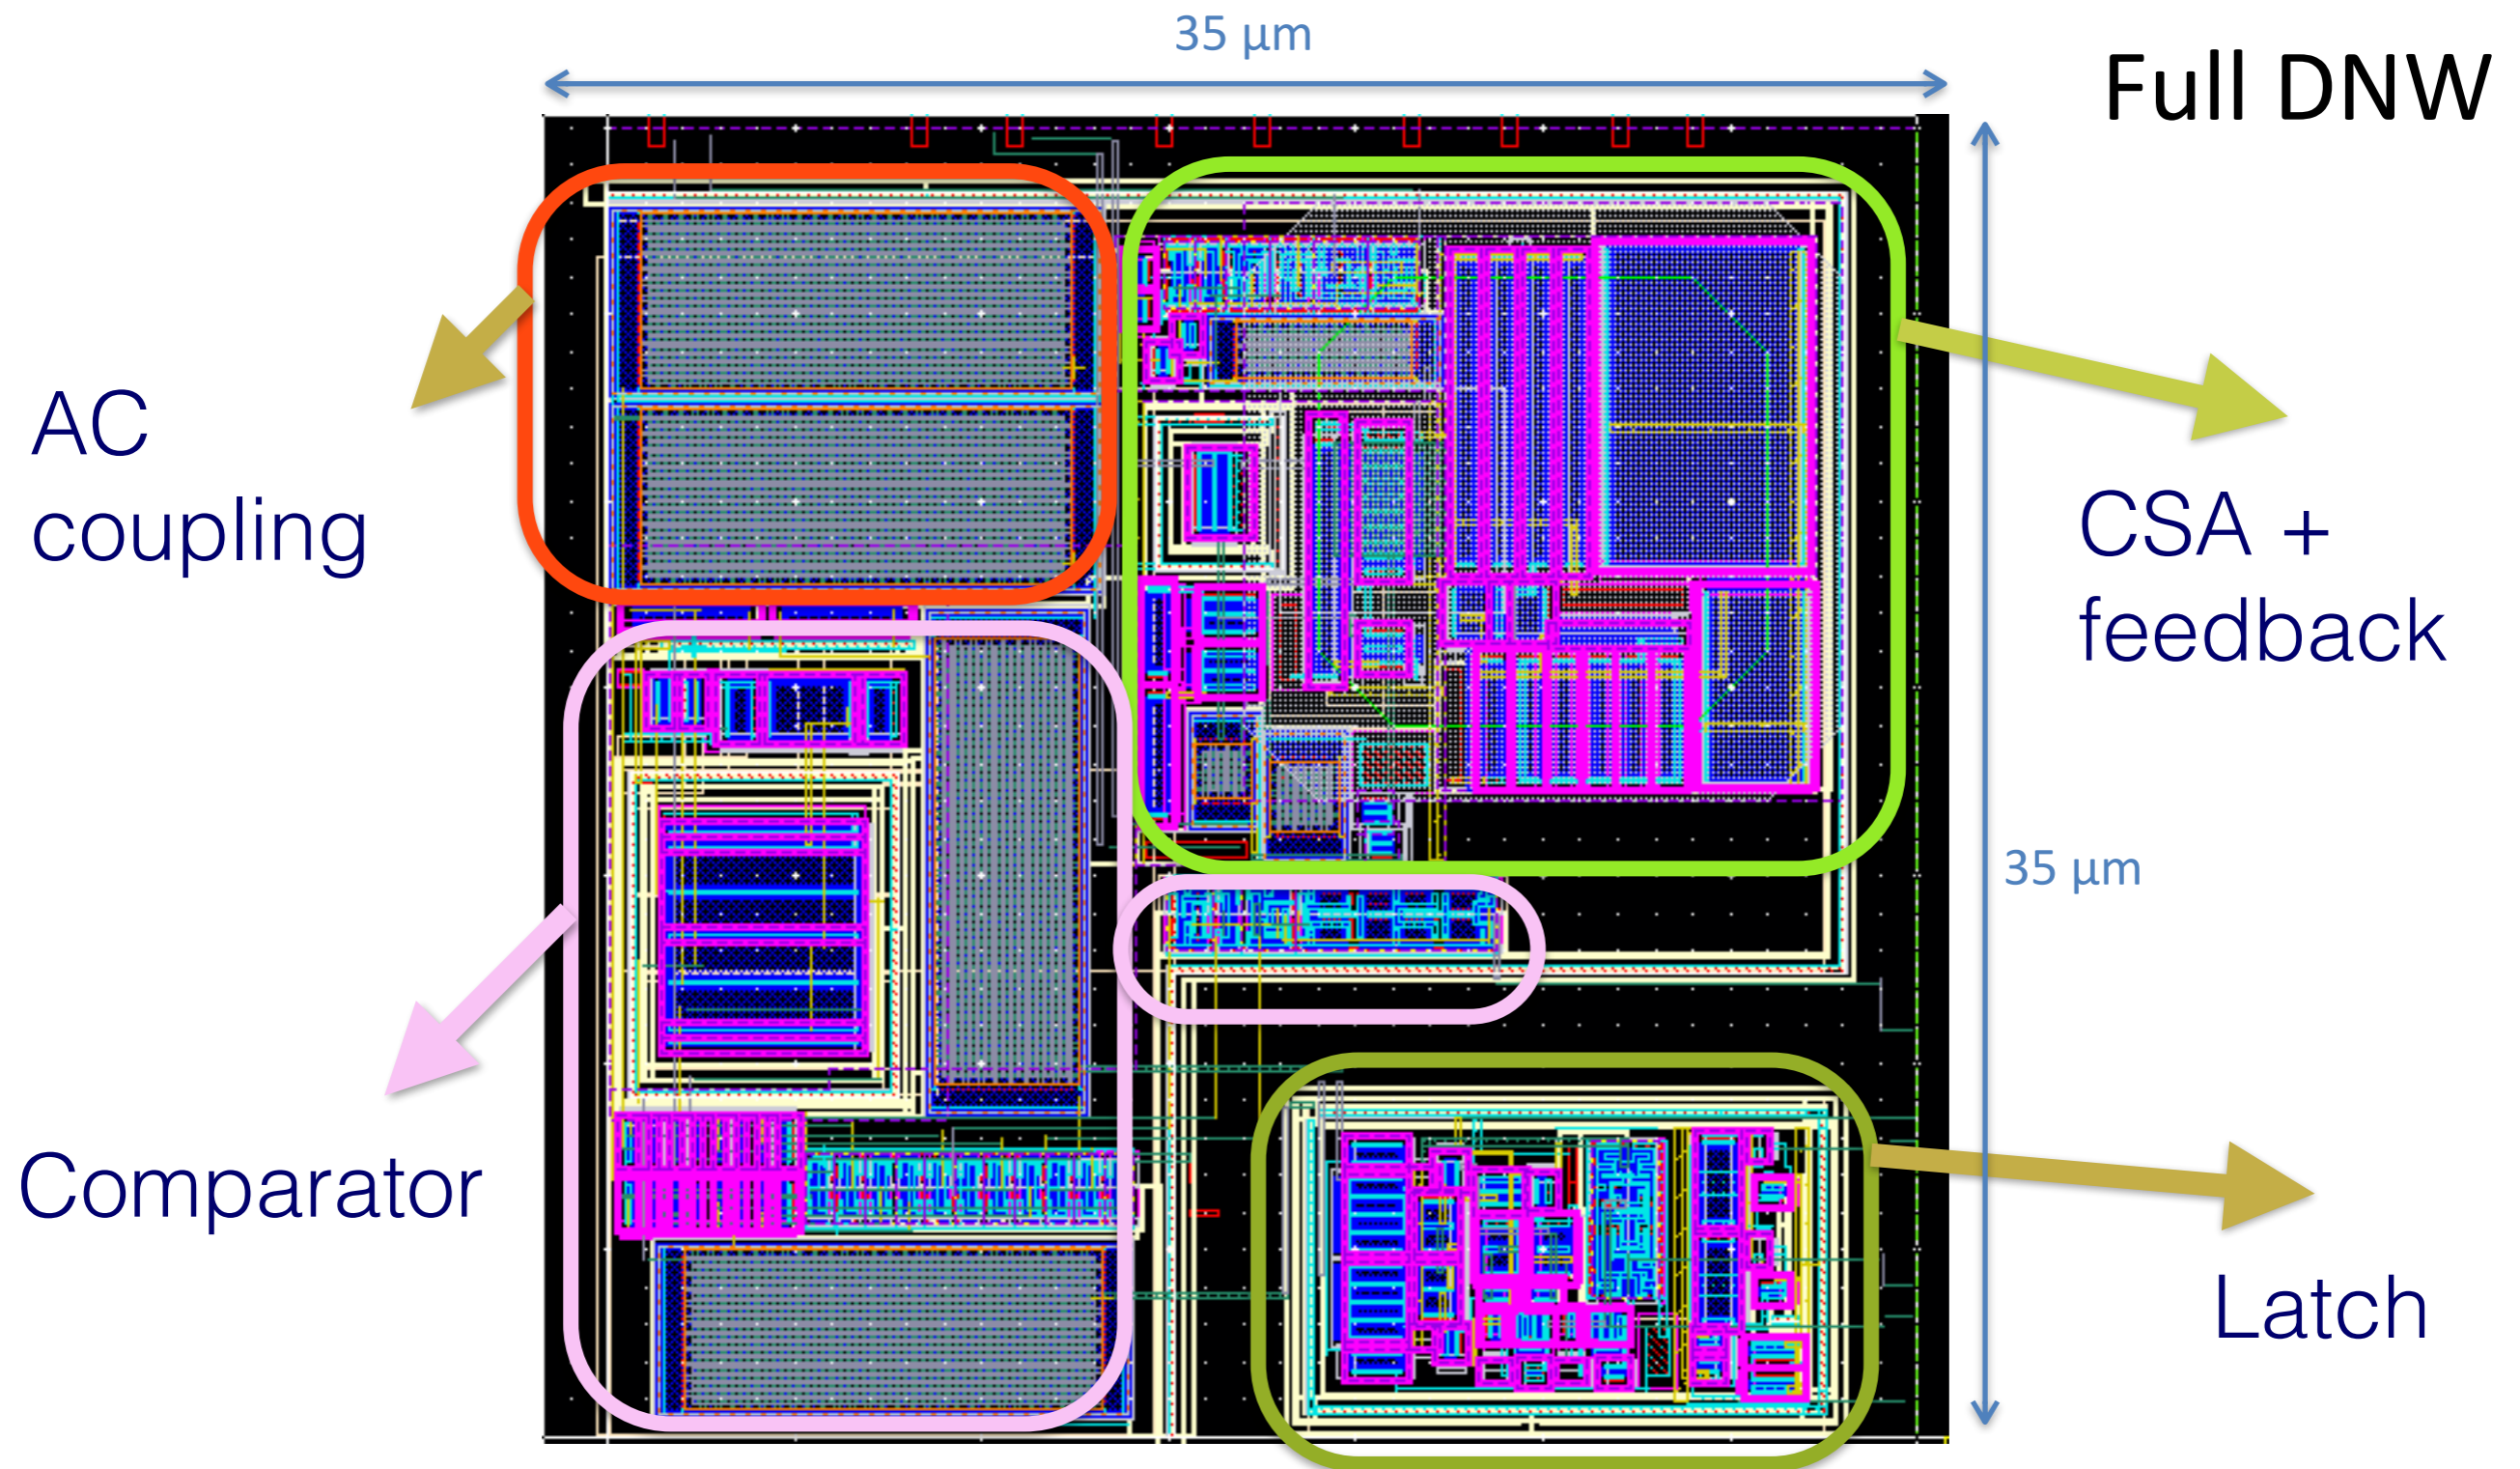 35 µm
Full DNW
AC
coupling
CSA +
feedback
35 µm
Comparator
Latch